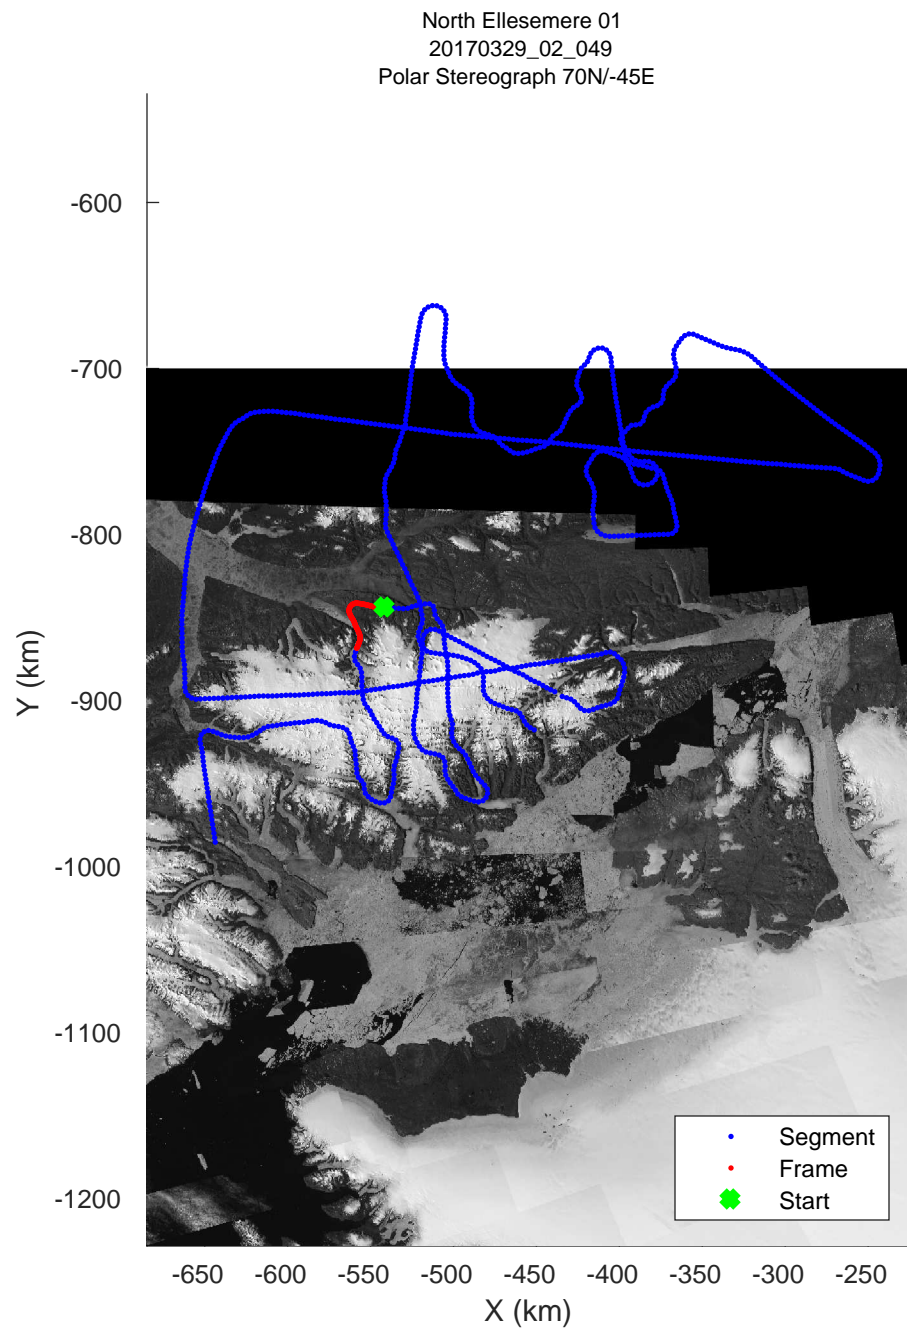 North Ellesemere 01
20170329_02_049
Polar Stereograph 70N/-45E
-600
-700
-800
-900
-1000
-1100
-1200
Y (km)
Segment
Frame
Start
-650 -600 -550 -500 -450 -400 -350 -300 -250
X (km)